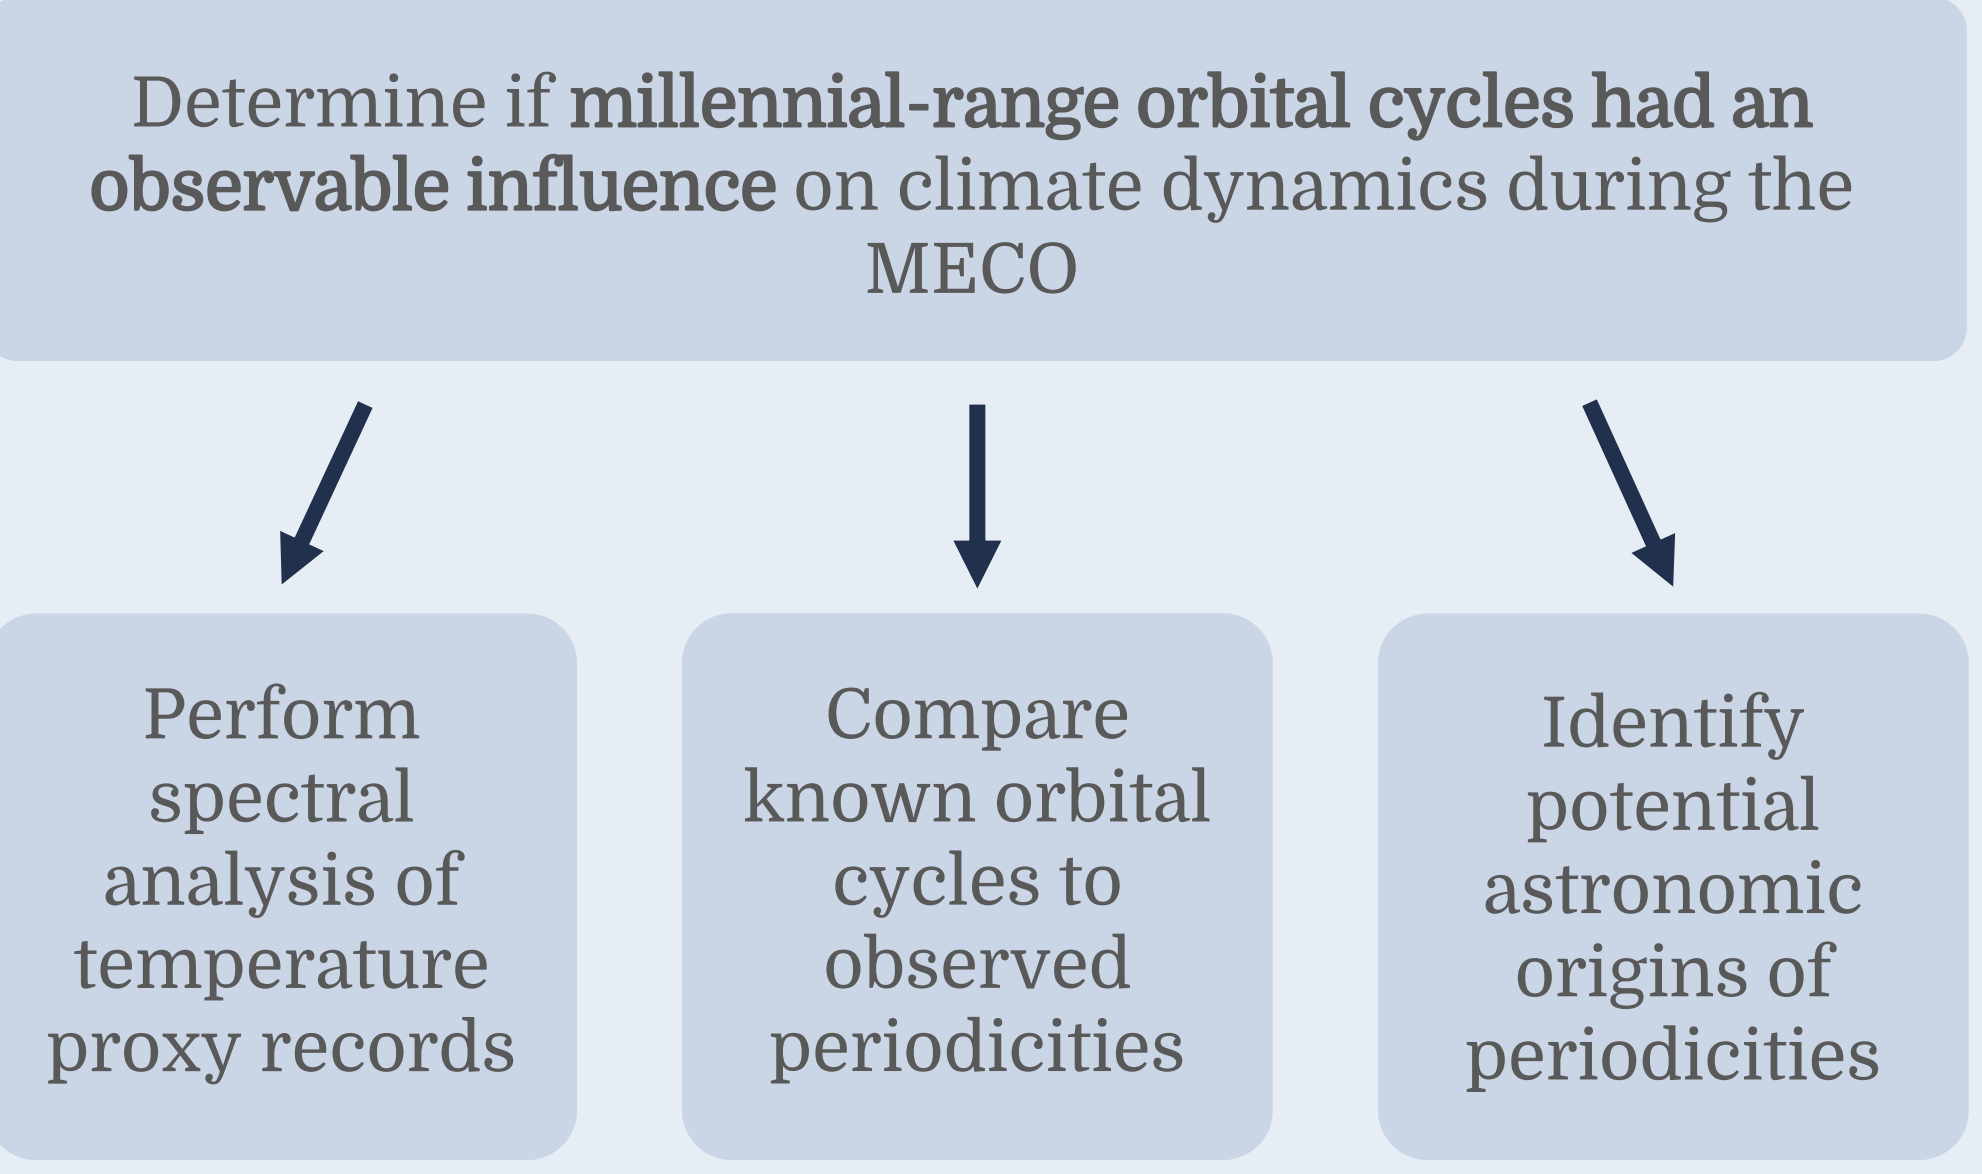 Determine if millennial-range orbital cycles had an
observable influence on climate dynamics during the
MECO
Perform
spectral
analysis of
temperature
proxy records
Compare
known orbital
cycles to
observed
periodicities
Identify
potential
astronomic
origins of
periodicities